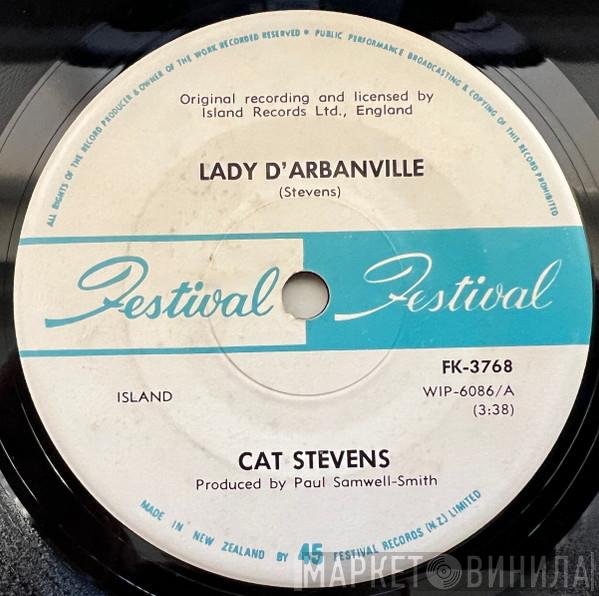 ALL RIGHTS OF THE RECORD PRODUCER & OWNER OF THE WORK RECORDED RESERVED • PUBLIC PERFORMANCE BROADCASTING & COPYING OF THIS RECORD PROHIBITED
Original recording and licensed by
Island Records Ltd., England
LADY D'ARBANVILLE
(Stevens)
Festival Festival
FK-3768
ISLAND WIP-6086/A
(3:38)
CAT STEVENS
Produced by Paul Samwell-Smith
MADE IN NEW ZEALAND BY 45 FESTIVAL RECORDS (N.Z.) LIMITED
МАРКЕТ ВИНИЛА